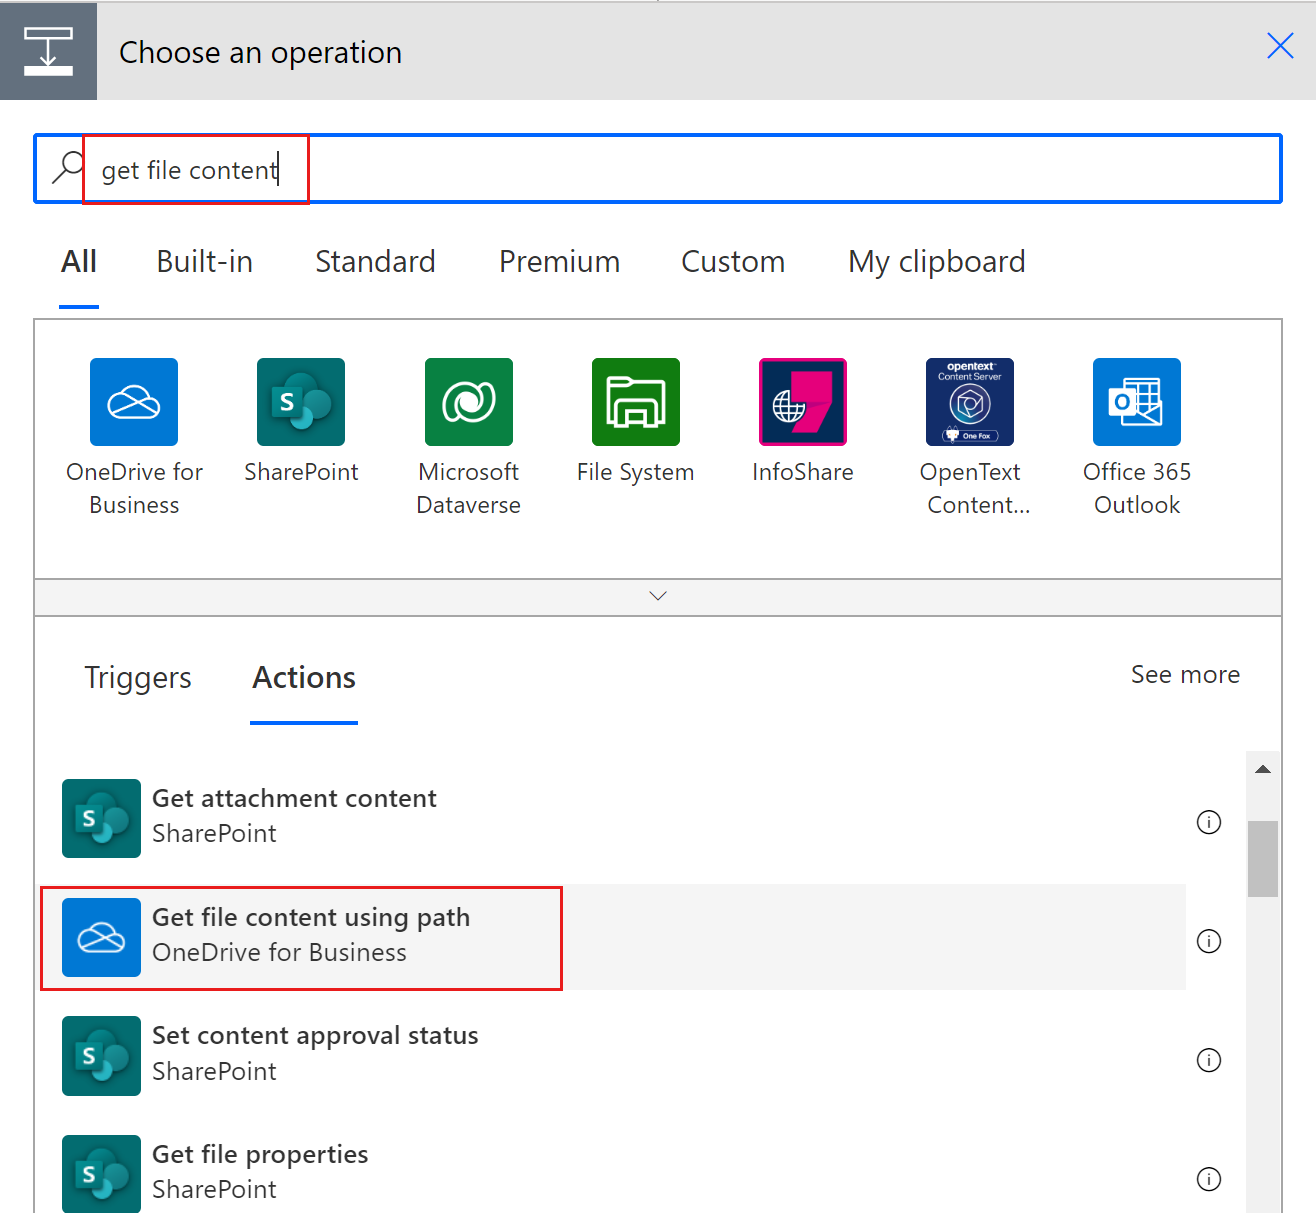 Choose an operation
get file content
All Built-in Standard Premium Custom My clipboard
OneDrive for Business
SharePoint
Microsoft Dataverse
File System
InfoShare
opentext™
Content Server
One Fox
OpenText Content...
Office 365 Outlook
Triggers Actions See more
Get attachment content
SharePoint
Get file content using path
OneDrive for Business
Set content approval status
SharePoint
Get file properties
SharePoint